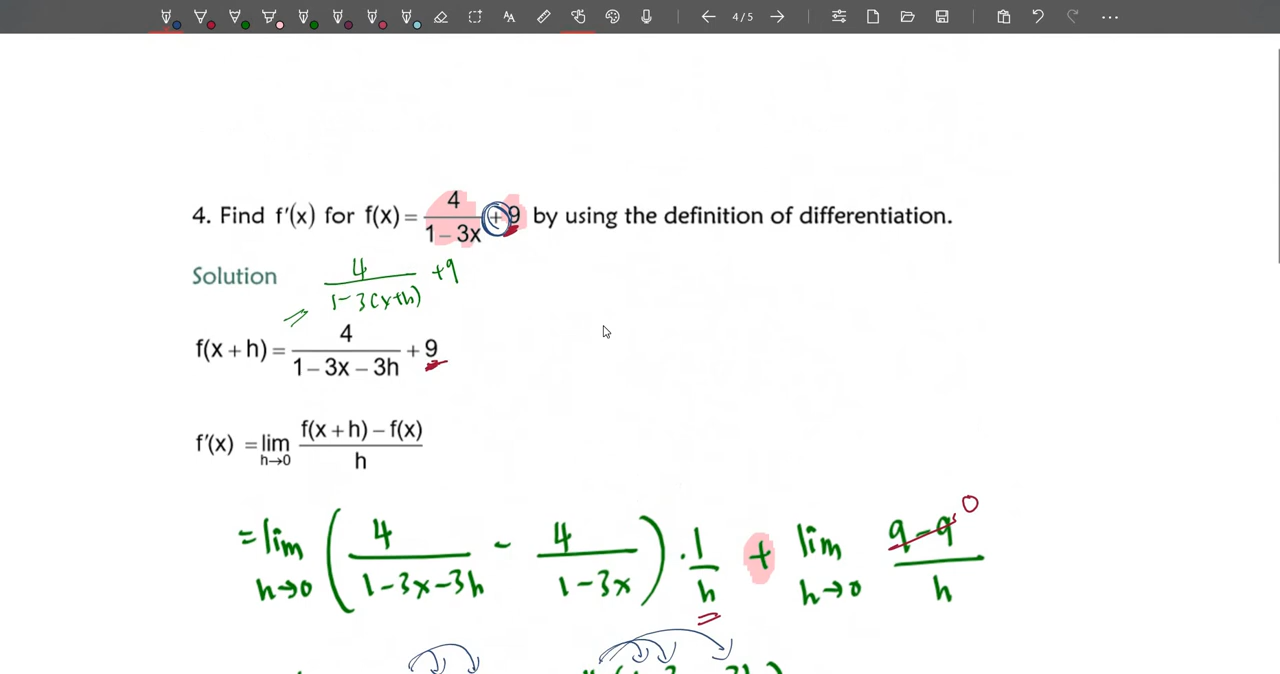 4/5
4. Find f'(x) for f(x) = 4/(1 − 3x) + 9 by using the definition of differentiation.
Solution
4/(1-3(x+h)) +9
⇒
f(x + h) = 4/(1 − 3x − 3h) + 9
f'(x) = lim h→0 (f(x + h) − f(x))/h
= lim h→0 ( 4/(1-3x-3h) - 4/(1-3x) ) · 1/h + lim h→0 (9-9)/h 0